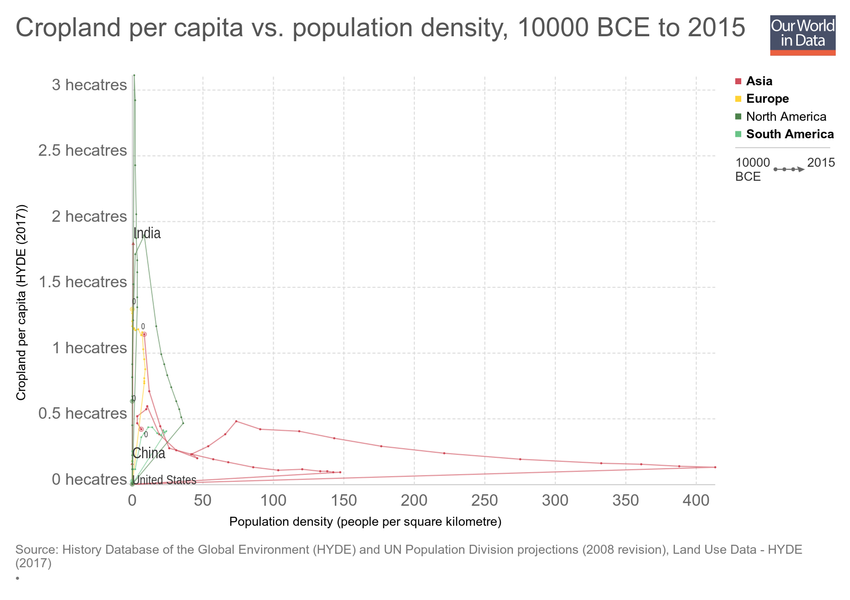 Cropland per capita vs. population density, 10000 BCE to 2015
Our World
in Data
3 hecatres
2.5 hecatres
2 hecatres
1.5 hecatres
1 hecatres
0.5 hecatres
0 hecatres
Cropland per capita (HYDE (2017))
India
0
0
0
0
China
United States
0
50
100
150
200
250
300
350
400
Population density (people per square kilometre)
Asia
Europe
North America
South America
10000
BCE
2015
Source: History Database of the Global Environment (HYDE) and UN Population Division projections (2008 revision), Land Use Data - HYDE
(2017)
•